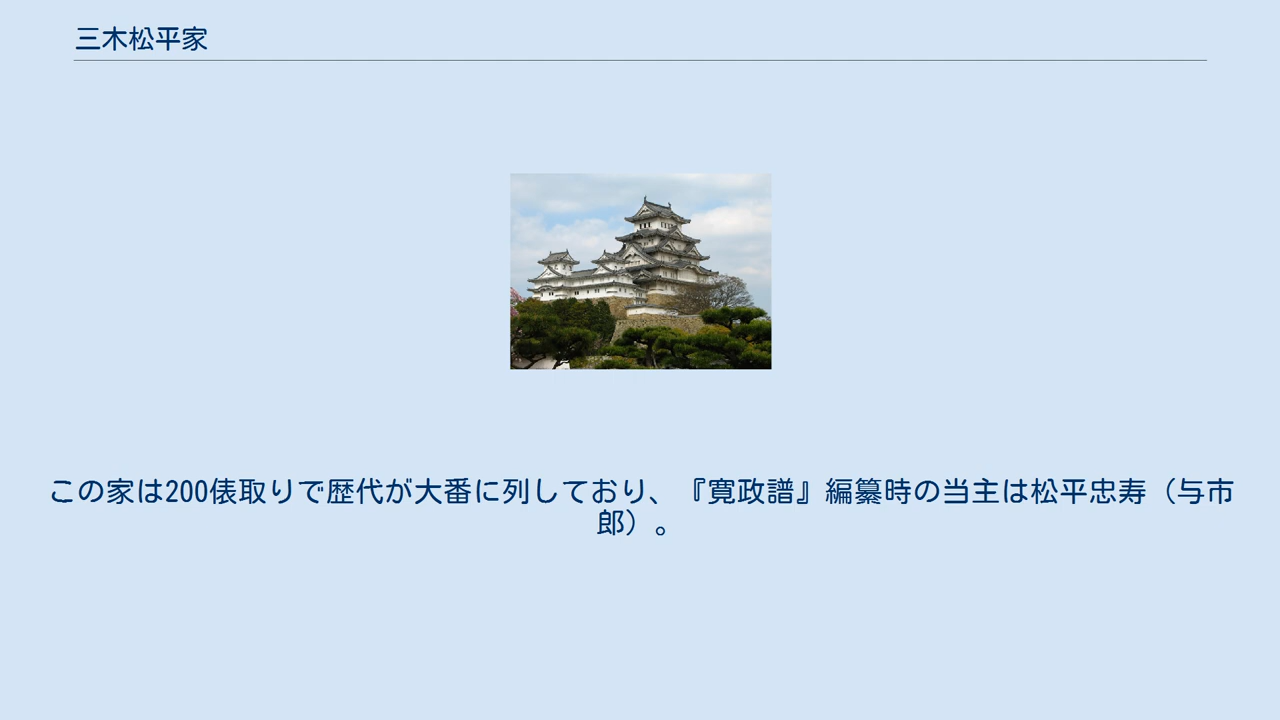 三木松平家
この家は200俵取りで歴代が大番に列しており、『寛政譜』編纂時の当主は松平忠寿（与市
郎）。